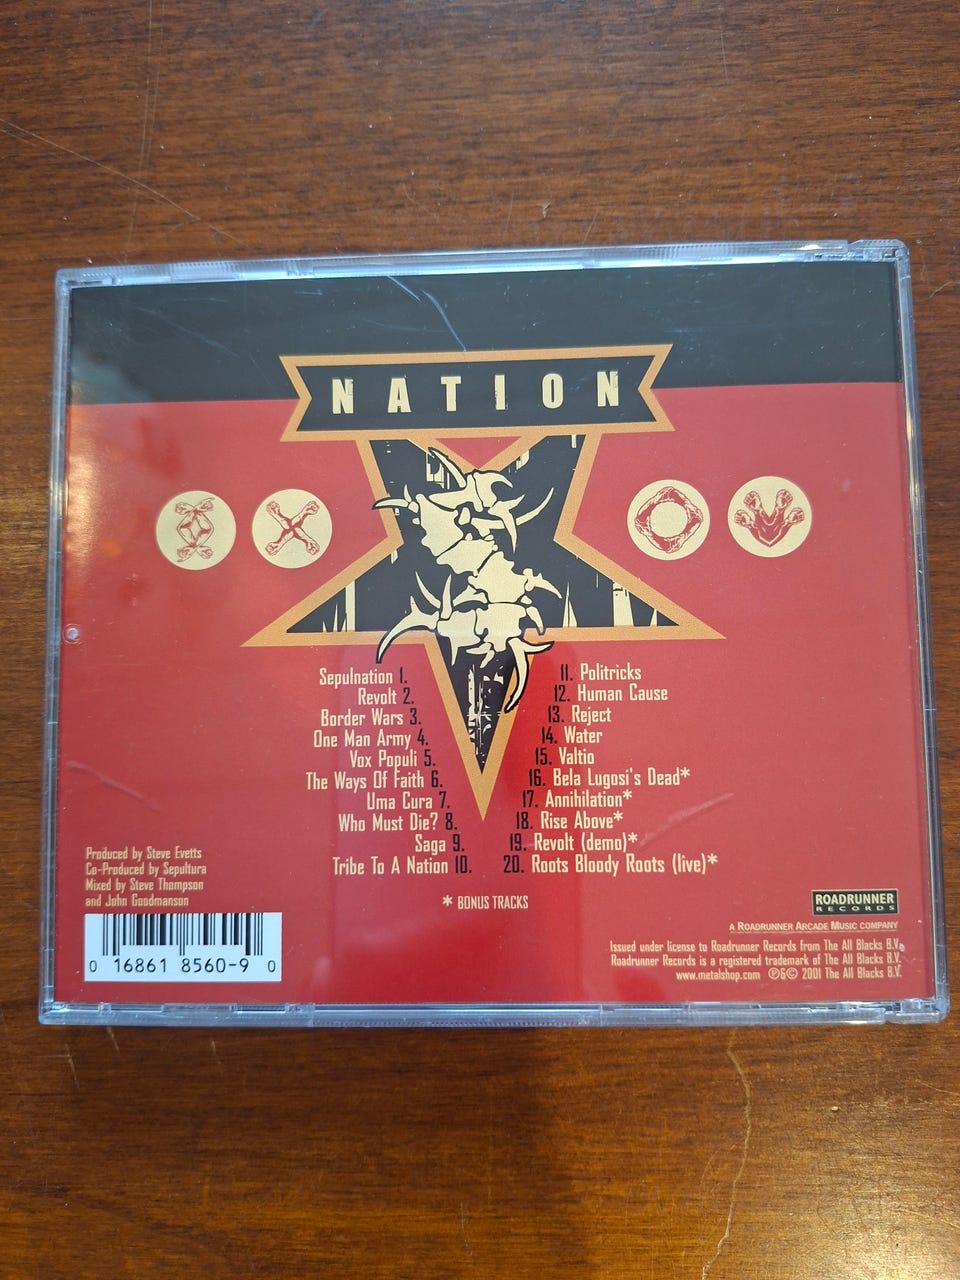 NATION
Sepulnation 1.
Revolt 2.
Border Wars 3.
One Man Army 4.
Vox Populi 5.
The Ways Of Faith 6.
Uma Cura 7.
Who Must Die? 8.
Saga 9.
Tribe To A Nation 10.
11. Politricks
12. Human Cause
13. Reject
14. Water
15. Valtio
16. Bela Lugosi's Dead*
17. Annihilation*
18. Rise Above*
19. Revolt (demo)*
20. Roots Bloody Roots (live)*
* BONUS TRACKS
Produced by Steve Evetts
Co-Produced by Sepultura
Mixed by Steve Thompson
and John Goodmanson
0 16861 8560-9 0
ROADRUNNER
RECORDS
A ROADRUNNER ARCADE MUSIC COMPANY
Issued under license to Roadrunner Records from The All Blacks B.V.
Roadrunner Records is a registered trademark of The All Blacks B.V.
www.metalshop.com ℗&© 2001 The All Blacks B.V.